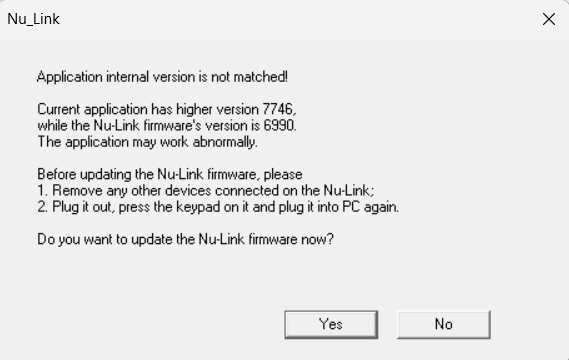 Nu_Link
Application internal version is not matched!
Current application has higher version 7746,
while the Nu-Link firmware's version is 6990.
The application may work abnormally.
Before updating the Nu-Link firmware, please
1. Remove any other devices connected on the Nu-Link;
2. Plug it out, press the keypad on it and plug it into PC again.
Do you want to update the Nu-Link firmware now?
Yes
No